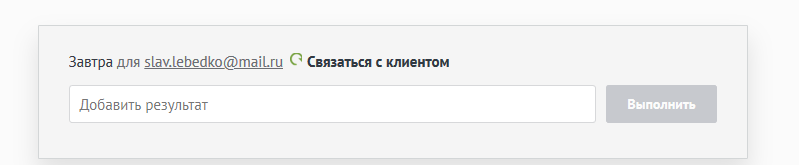 Завтра для slav.lebedko@mail.ru Связаться с клиентом
Добавить результат
Выполнить